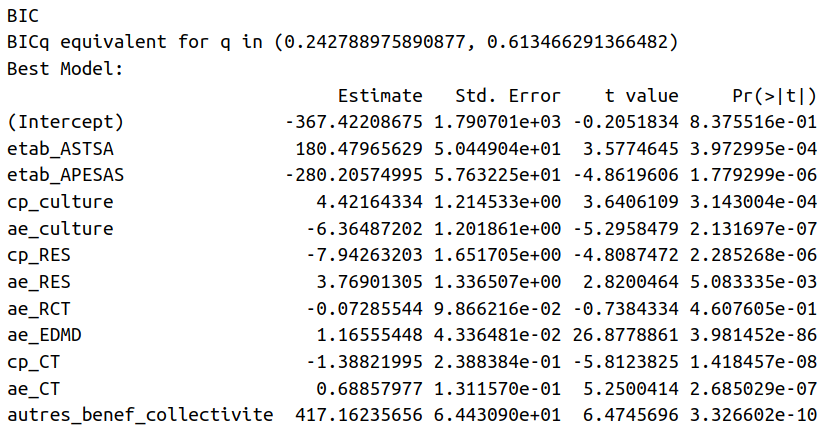 BIC
BICq equivalent for q in (0.242788975890877, 0.613466291366482)
Best Model:
Estimate Std. Error t value Pr(>|t|)
(Intercept) -367.42208675 1.790701e+03 -0.2051834 8.375516e-01
etab_ASTSA 180.47965629 5.044904e+01 3.5774645 3.972995e-04
etab_APESAS -280.20574995 5.763225e+01 -4.8619606 1.779299e-06
cp_culture 4.42164334 1.214533e+00 3.6406109 3.143004e-04
ae_culture -6.36487202 1.201861e+00 -5.2958479 2.131697e-07
cp_RES -7.94263203 1.651705e+00 -4.8087472 2.285268e-06
ae_RES 3.76901305 1.336507e+00 2.8200464 5.083335e-03
ae_RCT -0.07285544 9.866216e-02 -0.7384334 4.607605e-01
ae_EDMD 1.16555448 4.336481e-02 26.8778861 3.981452e-86
cp_CT -1.38821995 2.388384e-01 -5.8123825 1.418457e-08
ae_CT 0.68857977 1.311570e-01 5.2500414 2.685029e-07
autres_benef_collectivite 417.16235656 6.443090e+01 6.4745696 3.326602e-10